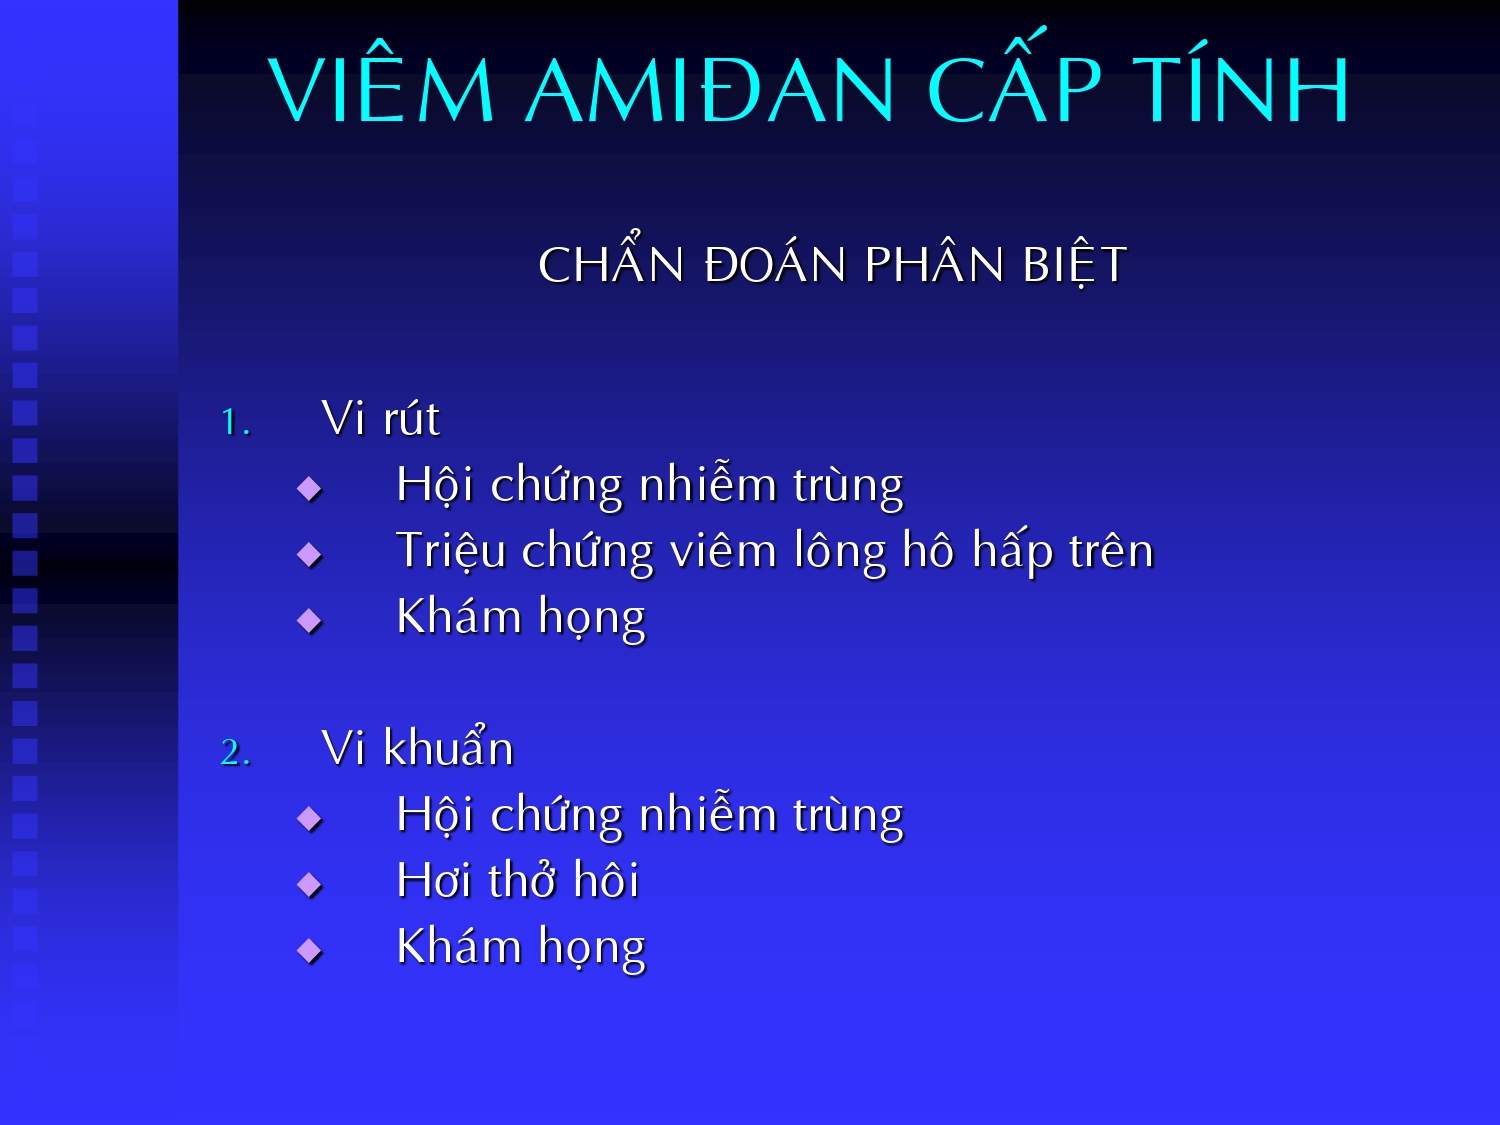 VIÊM AMIĐAN CẤP TÍNH
CHẨN ĐOÁN PHÂN BIỆT
1. Vi rút
◆ Hội chứng nhiễm trùng
◆ Triệu chứng viêm lông hô hấp trên
◆ Khám họng
2. Vi khuẩn
◆ Hội chứng nhiễm trùng
◆ Hơi thở hôi
◆ Khám họng